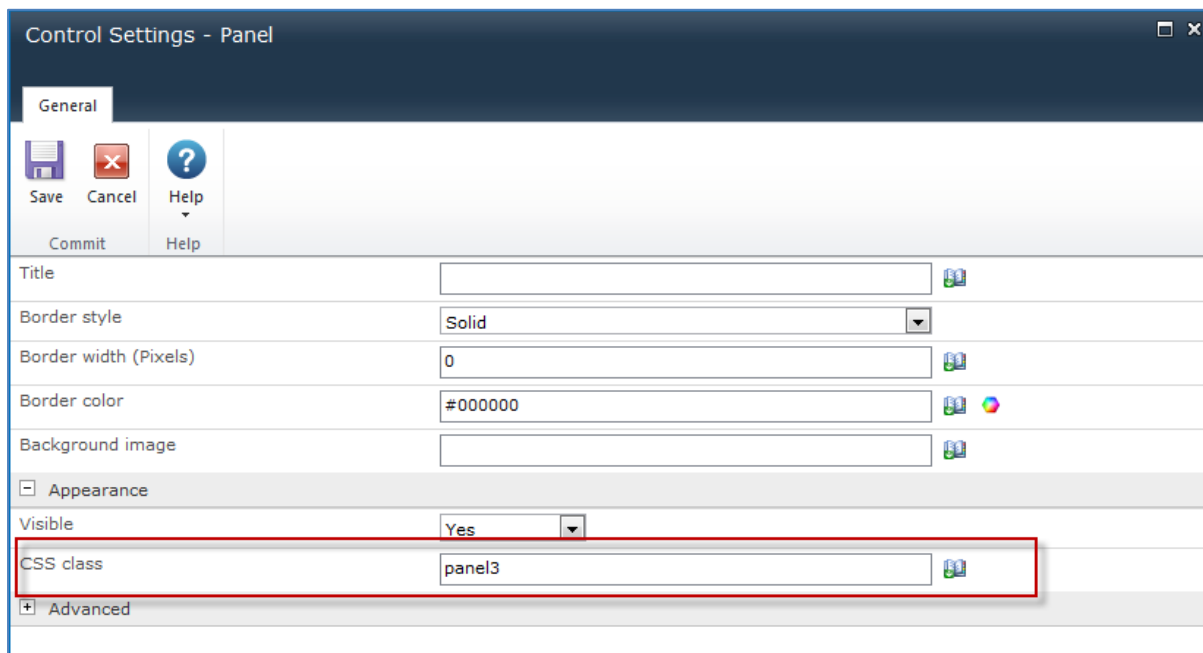 Control Settings - Panel
General
Save Cancel Help
Commit Help
Title
Border style Solid
Border width (Pixels) 0
Border color #000000
Background image
Appearance
Visible Yes
CSS class panel3
Advanced